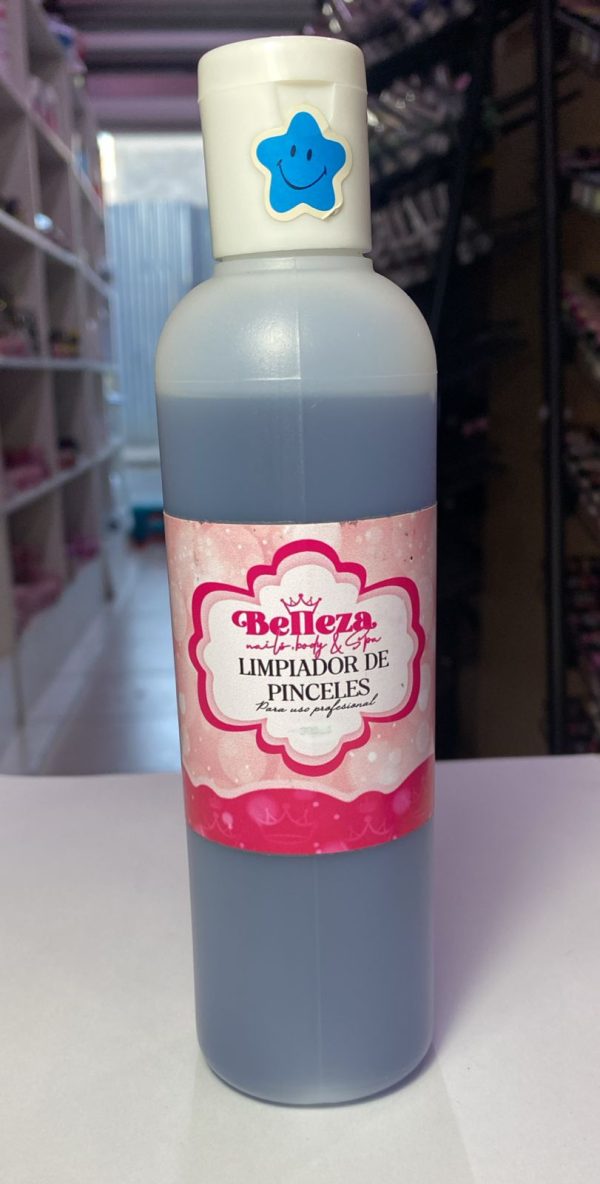 Belleza
nails, body & Spa
LIMPIADOR DE
PINCELES
Para uso profesional